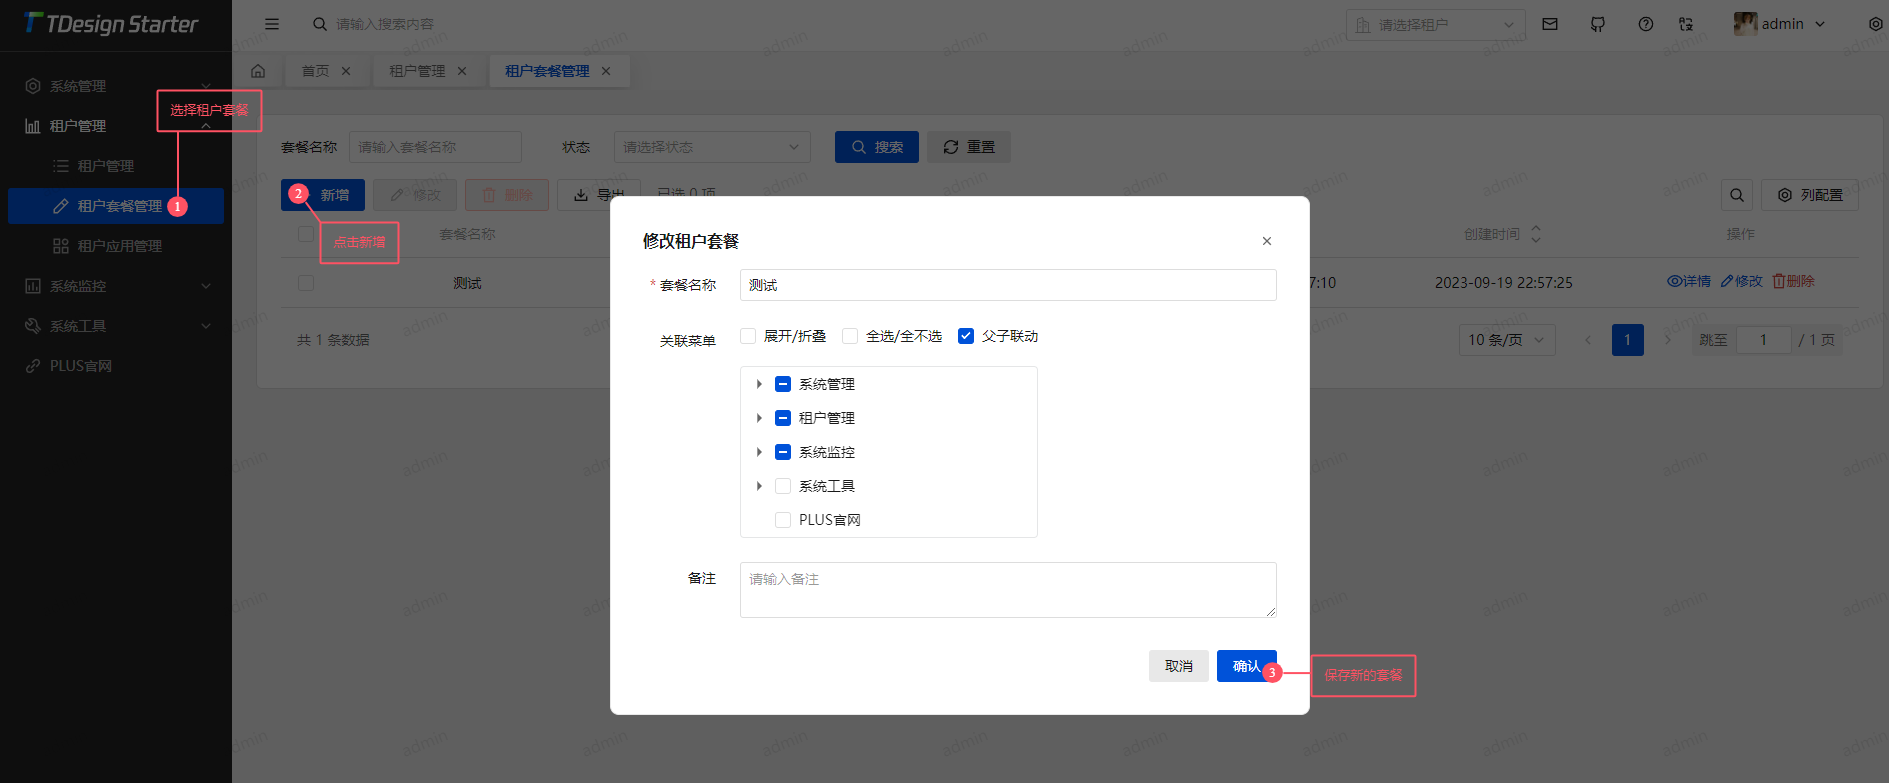 TDesign Starter
请输入搜索内容
请选择租户
admin
首页
租户管理
租户套餐管理
系统管理
选择租户套餐
租户管理
租户管理
1
租户套餐管理
租户应用管理
系统监控
系统工具
PLUS官网
套餐名称
请输入套餐名称
状态
请选择状态
搜索
重置
2
新增
修改
删除
导出
已选 0 项
列配置
点击新增
套餐名称
创建时间
操作
测试
7:10
2023-09-19 22:57:25
详情
修改
删除
共 1 条数据
10 条/页
1
跳至
1
/ 1 页
修改租户套餐
* 套餐名称
测试
关联菜单
展开/折叠
全选/全不选
父子联动
系统管理
租户管理
系统监控
系统工具
PLUS官网
备注
请输入备注
取消
确认
3
保存新的套餐